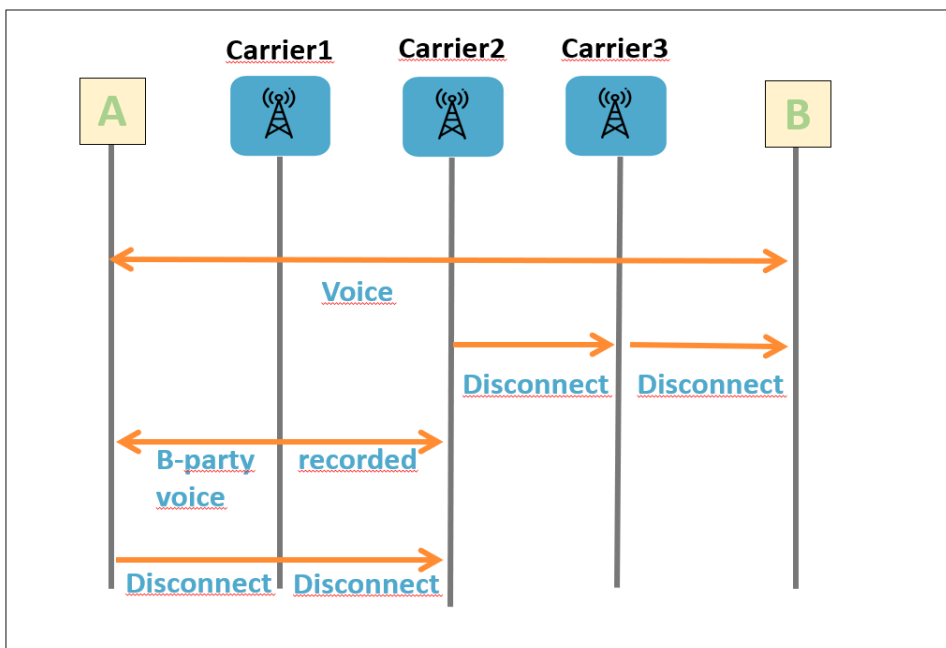 Carrier1 Carrier2 Carrier3
A B
Voice
Disconnect Disconnect
B-party recorded
voice
Disconnect Disconnect